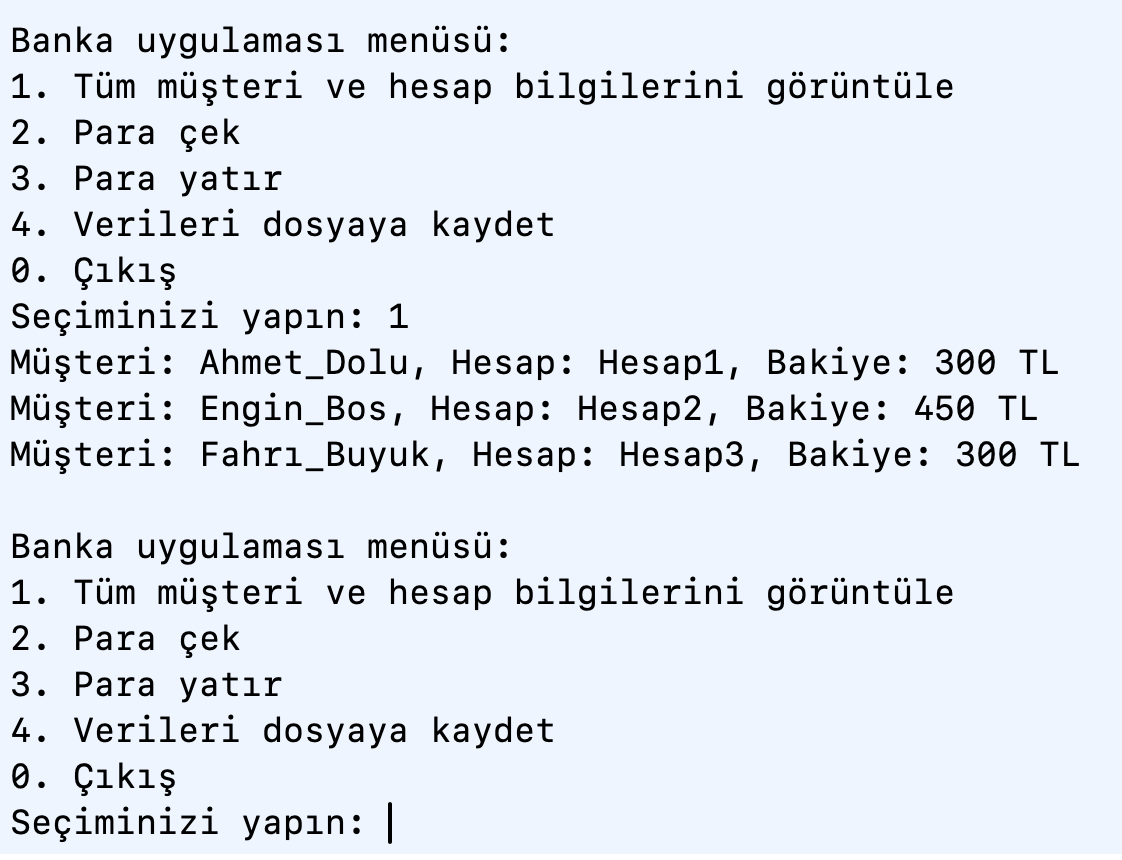 Banka uygulaması menüsü:
1. Tüm müşteri ve hesap bilgilerini görüntüle
2. Para çek
3. Para yatır
4. Verileri dosyaya kaydet
0. Çıkış
Seçiminizi yapın: 1
Müşteri: Ahmet_Dolu, Hesap: Hesap1, Bakiye: 300 TL
Müşteri: Engin_Bos, Hesap: Hesap2, Bakiye: 450 TL
Müşteri: Fahrı_Buyuk, Hesap: Hesap3, Bakiye: 300 TL

Banka uygulaması menüsü:
1. Tüm müşteri ve hesap bilgilerini görüntüle
2. Para çek
3. Para yatır
4. Verileri dosyaya kaydet
0. Çıkış
Seçiminizi yapın: